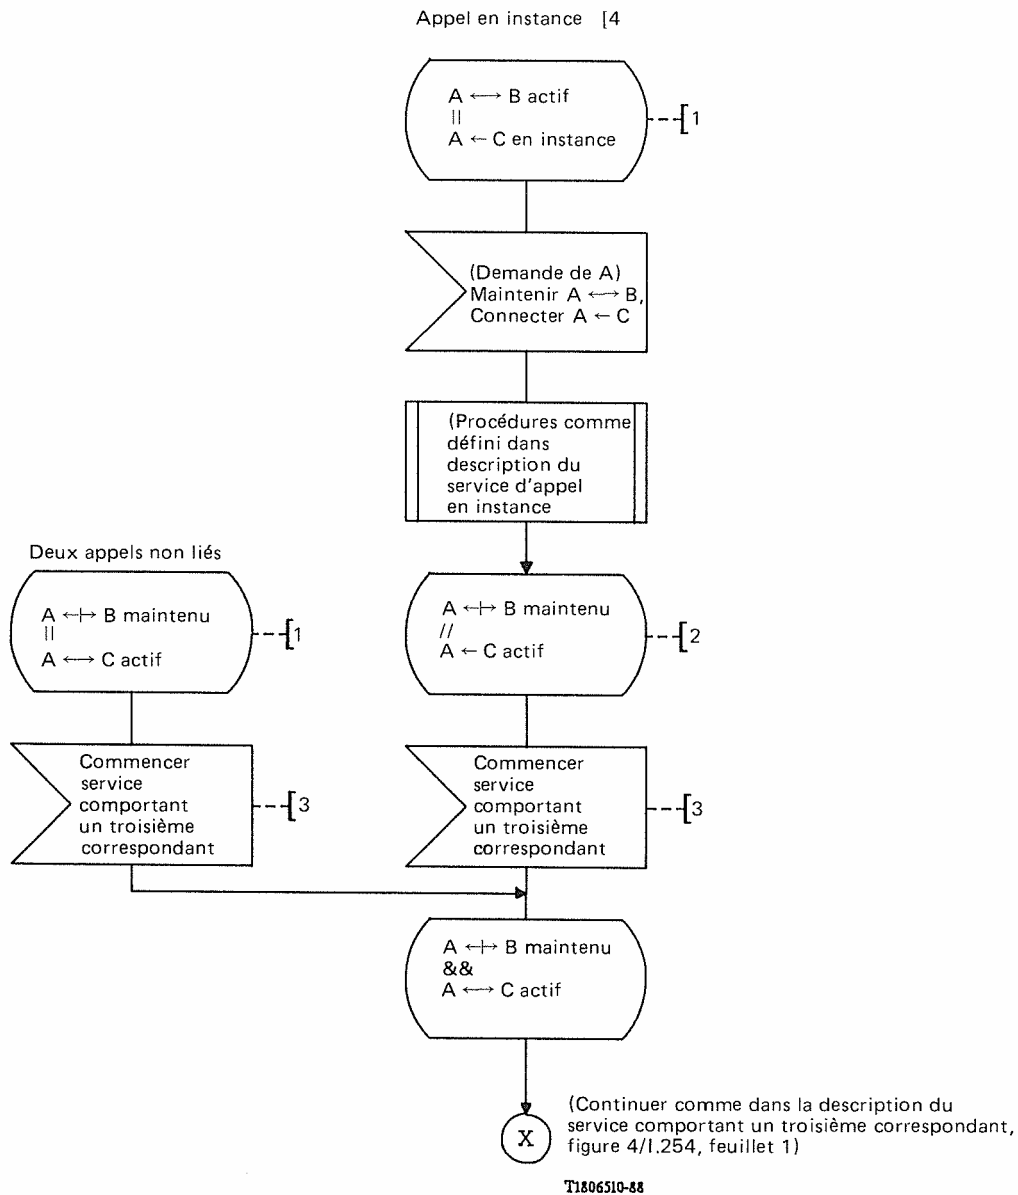 Appel en instance [4
A ⟷ B actif
||
A ← C en instance
[1
(Demande de A)
Maintenir A ⟷ B,
Connecter A ← C
(Procédures comme
défini dans
description du
service d'appel
en instance
Deux appels non liés
A ←|→ B maintenu
||
A ⟷ C actif
[1
A ←|→ B maintenu
//
A ← C actif
[2
Commencer
service
comportant
un troisième
correspondant
[3
Commencer
service
comportant
un troisième
correspondant
[3
A ←|→ B maintenu
&&
A ⟷ C actif
X
(Continuer comme dans la description du
service comportant un troisième correspondant,
figure 4/I.254, feuillet 1)
T1806510-88